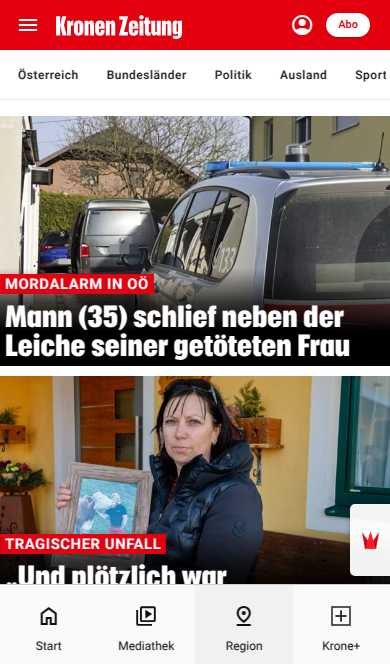 Kronen Zeitung
Abo
Österreich Bundesländer Politik Ausland Sport
MORDALARM IN OÖ
Mann (35) schlief neben der
Leiche seiner getöteten Frau
TRAGISCHER UNFALL
„Und plötzlich war
Start Mediathek Region Krone+